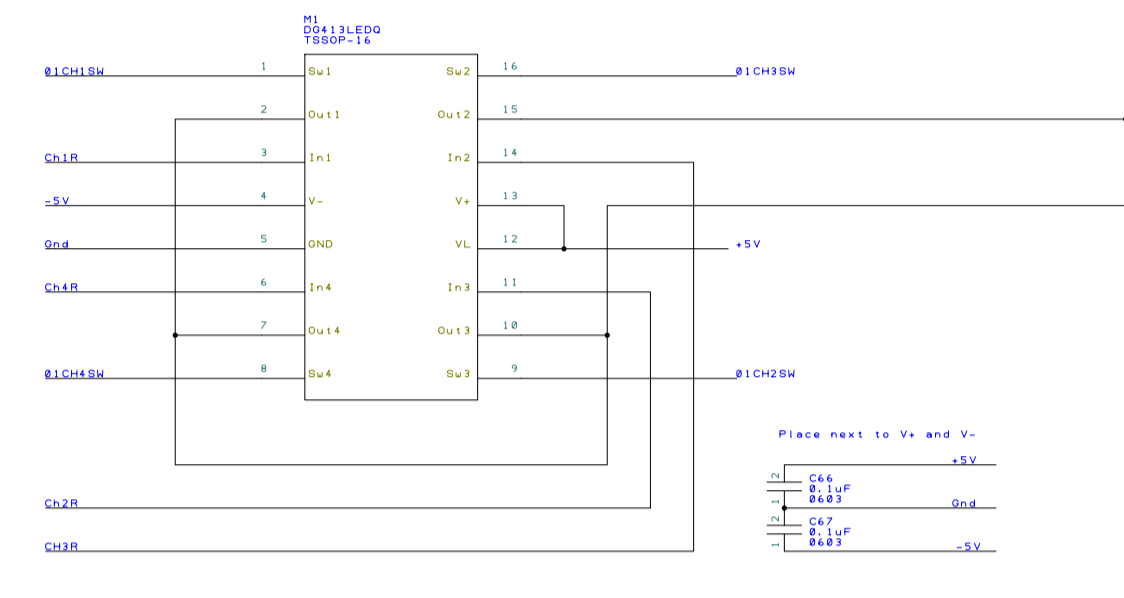 M1
DG413LEDQ
TSSOP-16
01CH1SW 1 Sw1 Sw2 16 01CH3SW
2 Out1 Out2 15
Ch1R 3 In1 In2 14
-5V 4 V- V+ 13
Gnd 5 GND VL 12 +5V
Ch4R 6 In4 In3 11
7 Out4 Out3 10
01CH4SW 8 Sw4 Sw3 9 01CH2SW
Place next to V+ and V-
+5V
2 C66
0.1uF
1 0603 Gnd
Ch2R
2 C67
0.1uF
1 0603 -5V
CH3R